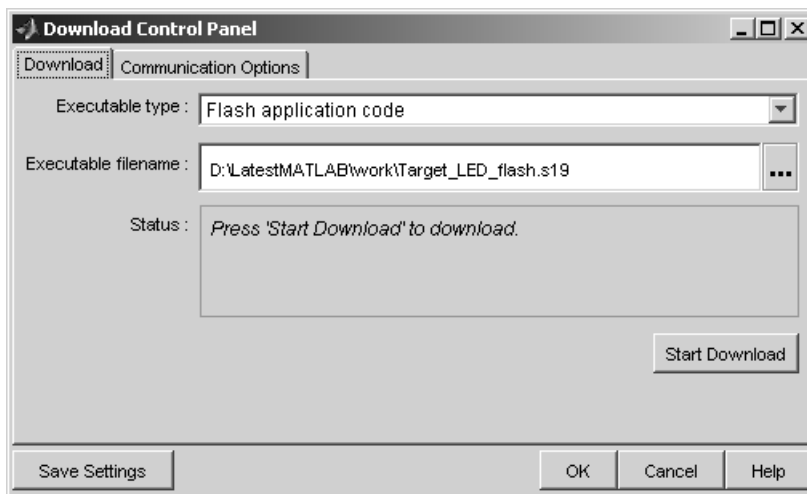 Download Control Panel
Download Communication Options
Executable type : Flash application code
Executable filename : D:\LatestMATLAB\work\Target_LED_flash.s19 ...
Status : Press 'Start Download' to download.
Start Download
Save Settings OK Cancel Help